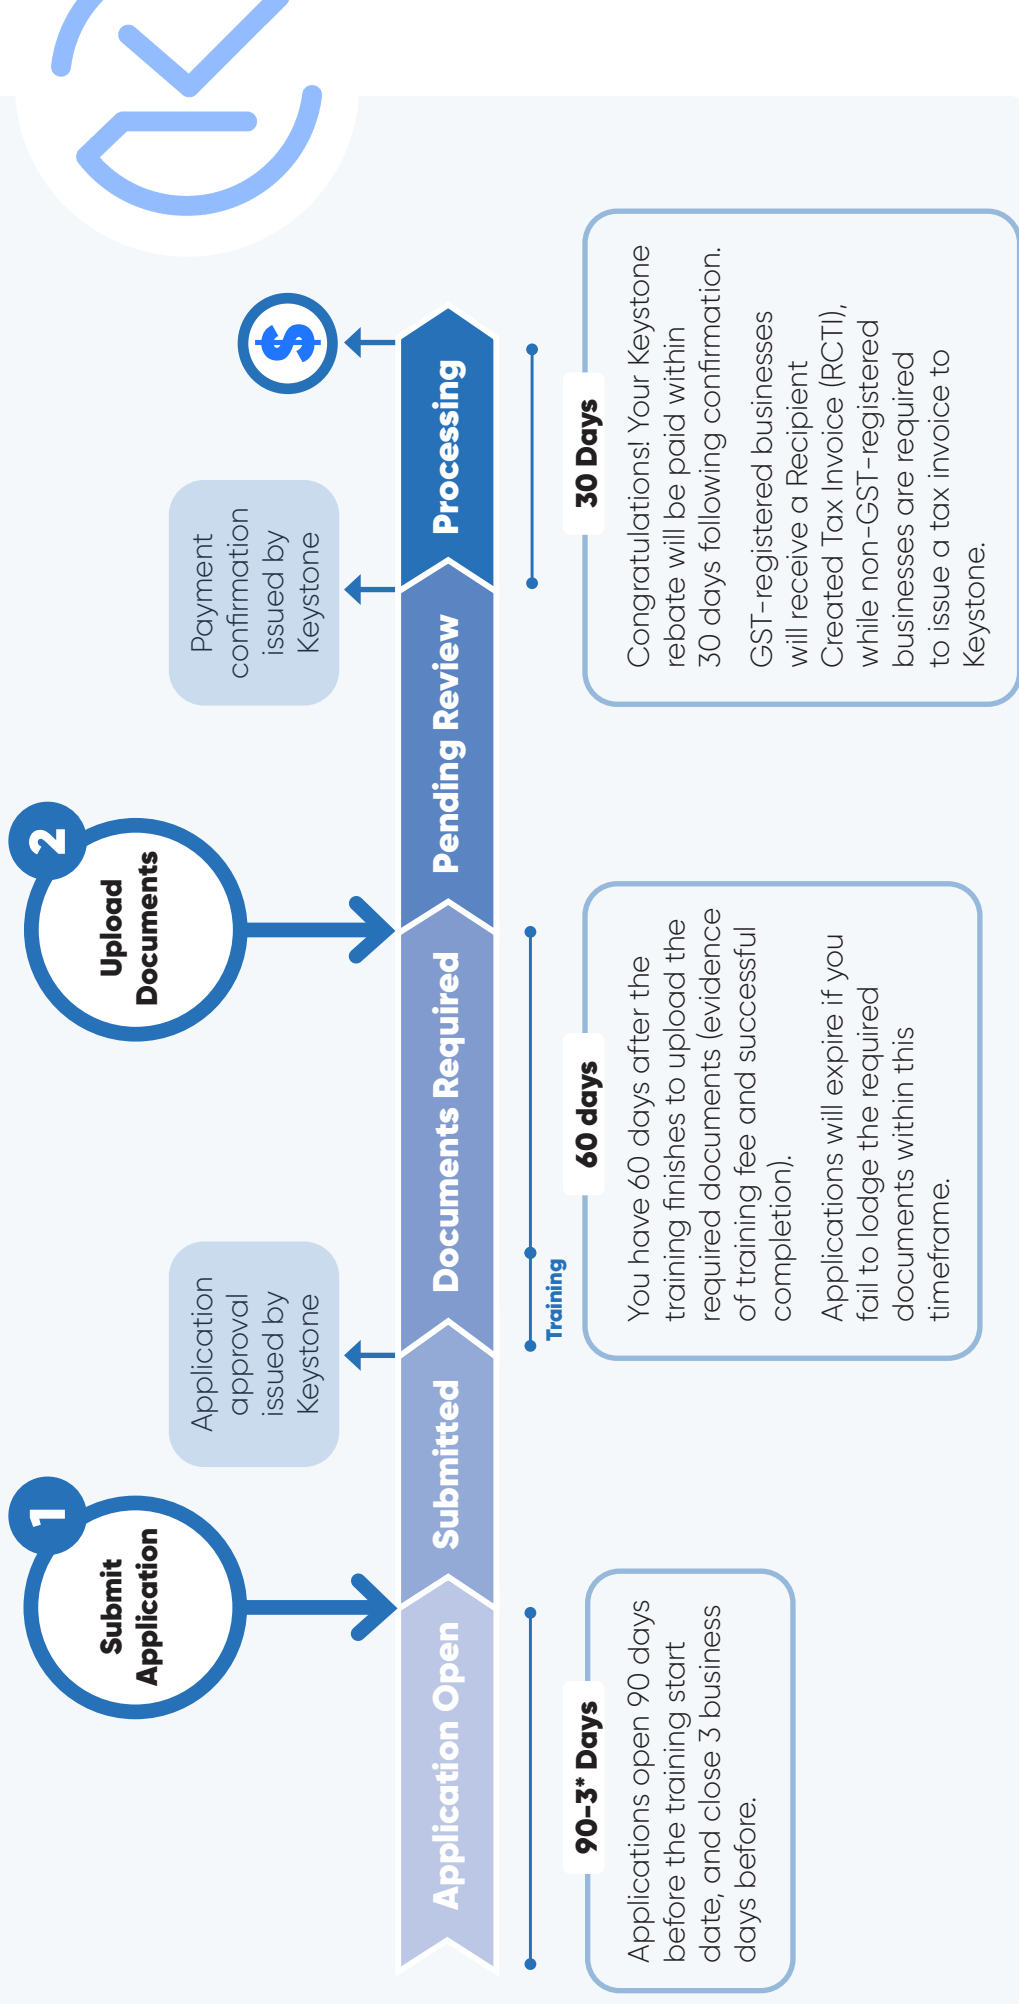 1
Submit
Application
Application
approval
issued by
Keystone
2
Upload
Documents
Payment
confirmation
issued by
Keystone
$
Application Open
Submitted
Documents Required
Pending Review
Processing
Training
90-3* Days
Applications open 90 days
before the training start
date, and close 3 business
days before.
60 days
You have 60 days after the
training finishes to upload the
required documents (evidence
of training fee and successful
completion).
Applications will expire if you
fail to lodge the required
documents within this
timeframe.
30 Days
Congratulations! Your Keystone
rebate will be paid within
30 days following confirmation.
GST-registered businesses
will receive a Recipient
Created Tax Invoice (RCTI),
while non-GST-registered
businesses are required
to issue a tax invoice to
Keystone.